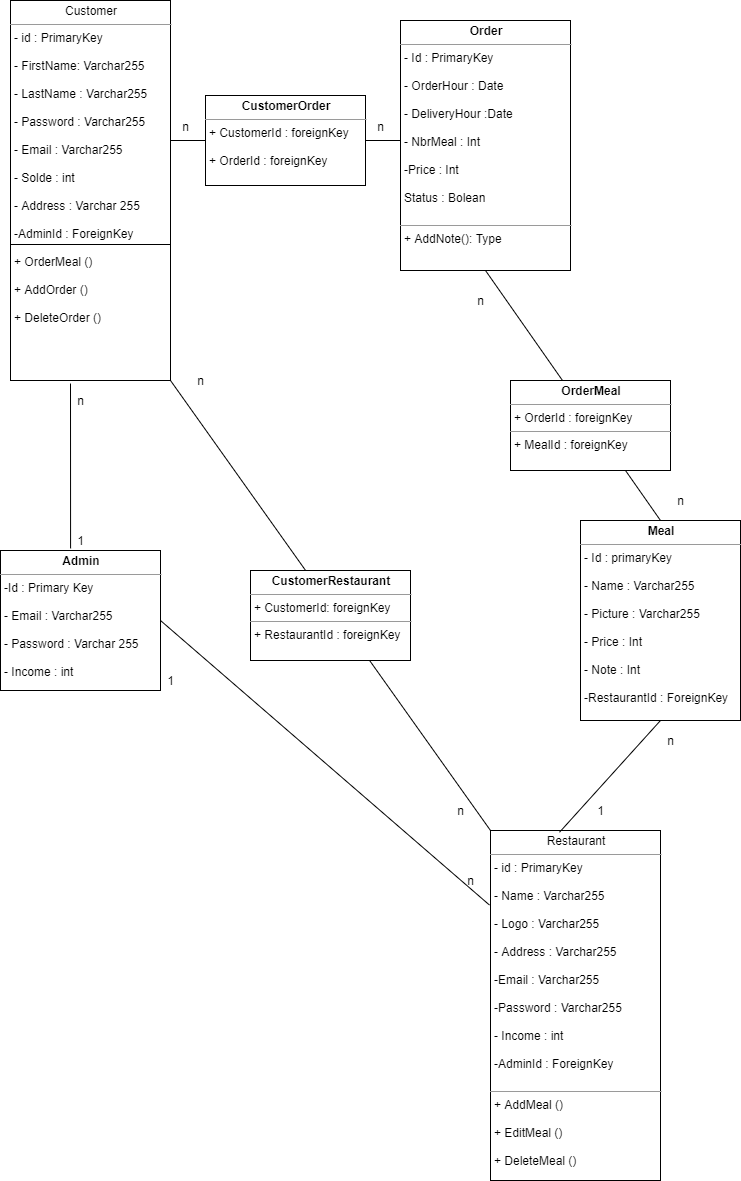 Customer
- id : PrimaryKey
- FirstName: Varchar255
- LastName : Varchar255
- Password : Varchar255
- Email : Varchar255
- Solde : int
- Address : Varchar 255
-AdminId : ForeignKey
+ OrderMeal ()
+ AddOrder ()
+ DeleteOrder ()
n
CustomerOrder
+ CustomerId : foreignKey
+ OrderId : foreignKey
n
Order
- Id : PrimaryKey
- OrderHour : Date
- DeliveryHour :Date
- NbrMeal : Int
-Price : Int
Status : Bolean
+ AddNote(): Type
n
OrderMeal
+ OrderId : foreignKey
+ MealId : foreignKey
n
n
n
1
Admin
-Id : Primary Key
- Email : Varchar255
- Password : Varchar 255
- Income : int
1
CustomerRestaurant
+ CustomerId: foreignKey
+ RestaurantId : foreignKey
Meal
- Id : primaryKey
- Name : Varchar255
- Picture : Varchar255
- Price : Int
- Note : Int
-RestaurantId : ForeignKey
n
1
n
n
Restaurant
- id : PrimaryKey
- Name : Varchar255
- Logo : Varchar255
- Address : Varchar255
-Email : Varchar255
-Password : Varchar255
- Income : int
-AdminId : ForeignKey
+ AddMeal ()
+ EditMeal ()
+ DeleteMeal ()